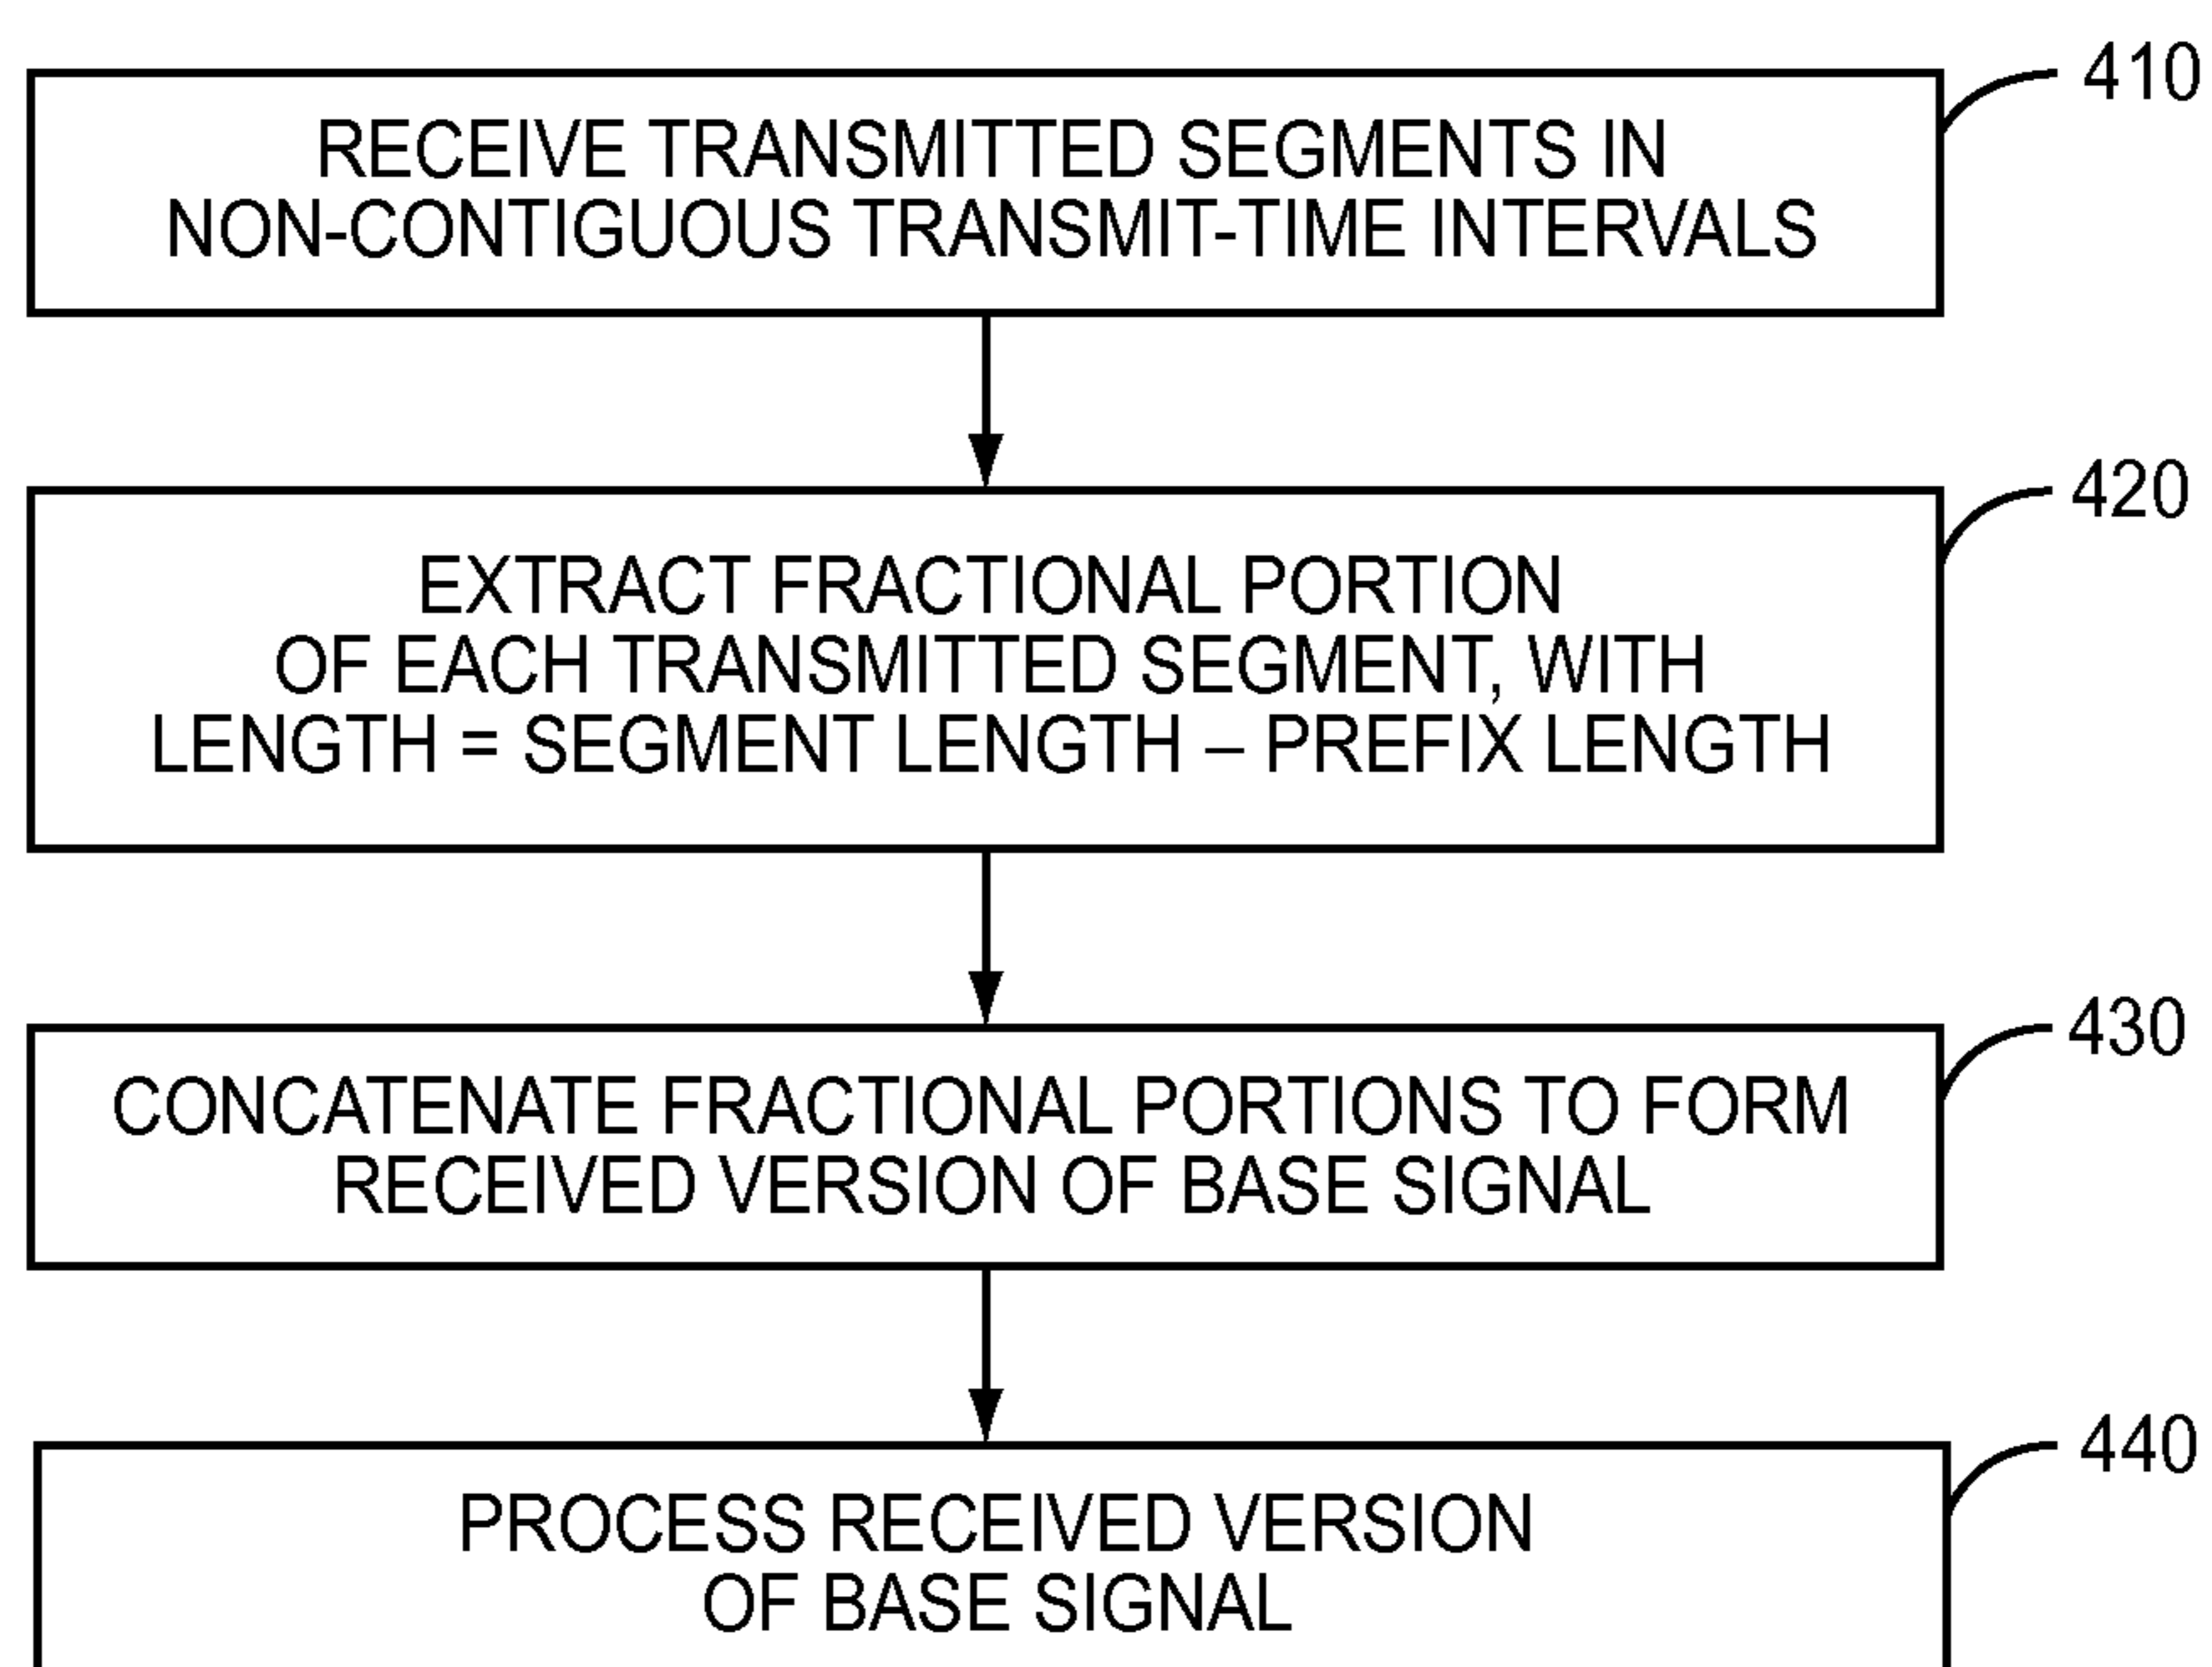 410
RECEIVE TRANSMITTED SEGMENTS IN
NON-CONTIGUOUS TRANSMIT-TIME INTERVALS
420
EXTRACT FRACTIONAL PORTION
OF EACH TRANSMITTED SEGMENT, WITH
LENGTH = SEGMENT LENGTH – PREFIX LENGTH
430
CONCATENATE FRACTIONAL PORTIONS TO FORM
RECEIVED VERSION OF BASE SIGNAL
440
PROCESS RECEIVED VERSION
OF BASE SIGNAL